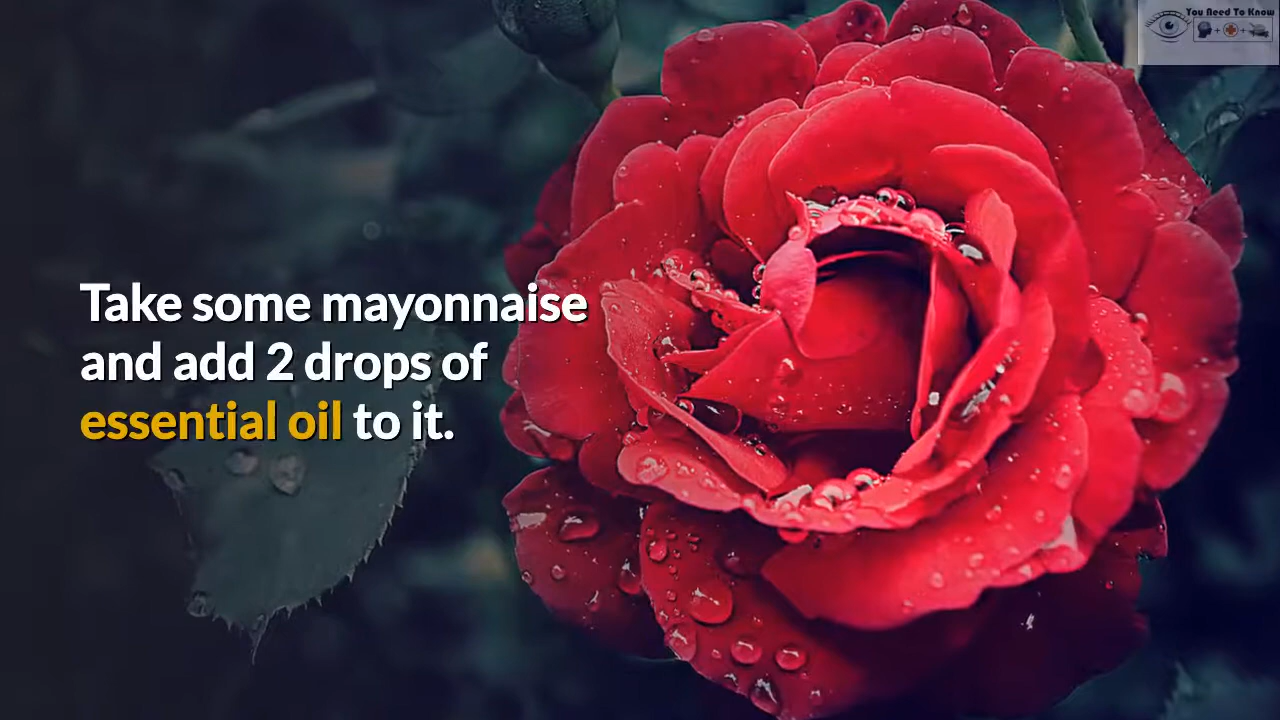 You Need To Know
Take some mayonnaise
and add 2 drops of
essential oil to it.